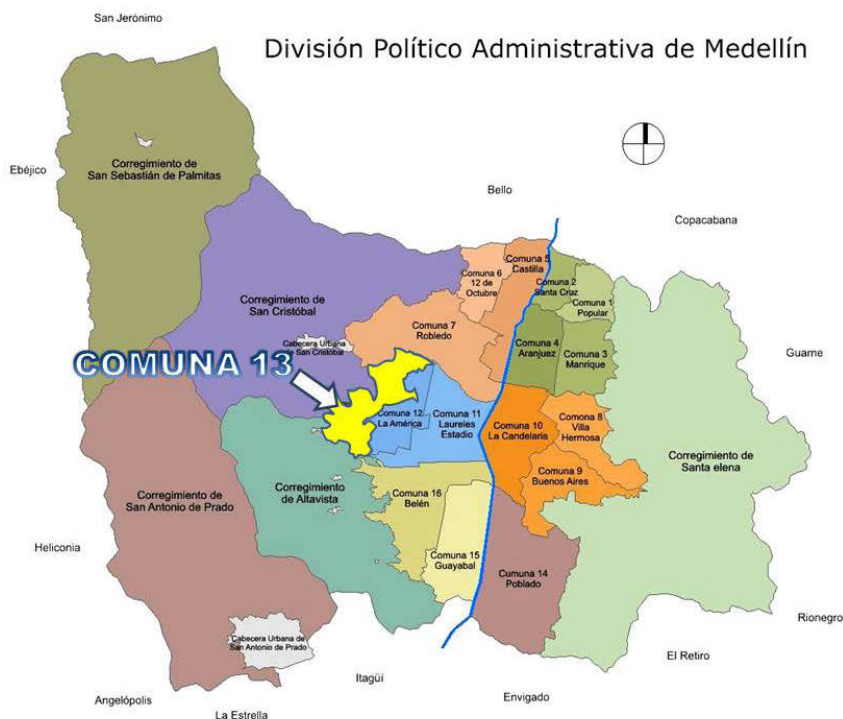 San Jerónimo
División Político Administrativa de Medellín
Ebéjico
Corregimiento de
San Sebastián de Palmitas
Bello
Copacabana
Comuna 6
12 de
Octubre
Comuna 5
Castilla
Comuna 2
Santa Cruz
Comuna 1
Popular
Corregimiento de
San Cristóbal
Comuna 7
Robledo
Cabecera Urbana
San Cristóbal
Comuna 4
Aranjuez
Comuna 3
Manrique
Guarne
COMUNA 13
Comuna 12
La América
Comuna 11
Laureles
Estadio
Comuna 10
La Candelaria
Comona 8
Villa
Hermosa
Corregimiento de
Santa elena
Comuna 9
Buenos Aires
Corregimiento de
San Antonio de Prado
Corregimiento
de Altavista
Comuna 16
Belén
Comuna 15
Guayabal
Heliconia
Cumuna 14
Poblado
Rionegro
Cabecera Urbana de
San Antonio de Prado
Itagüí
El Retiro
Envigado
Angelópolis
La Estrella